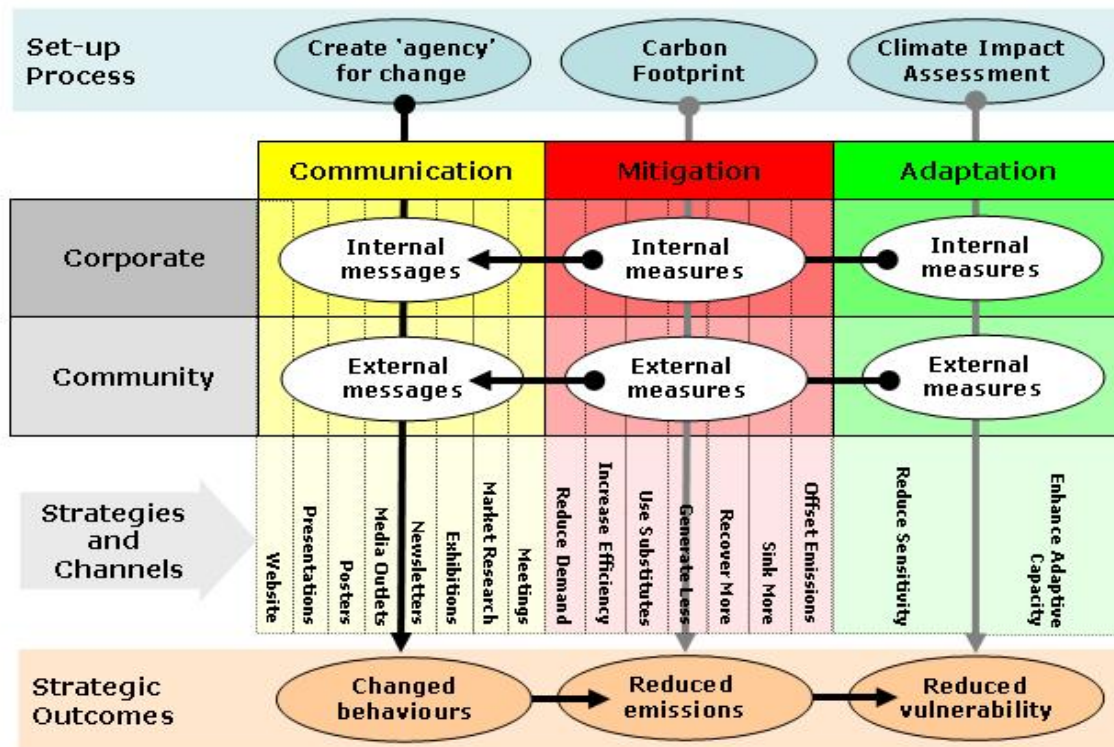 Set-up
Process
Create 'agency'
for change
Carbon
Footprint
Climate Impact
Assessment
Communication
Mitigation
Adaptation
Corporate
Internal
messages
Internal
measures
Internal
measures
Community
External
messages
External
measures
External
measures
Strategies
and
Channels
Website
Presentations
Posters
Media Outlets
Newsletters
Exhibitions
Market Research
Meetings
Reduce Demand
Increase Efficiency
Use Substitutes
Generate Less
Recover More
Sink More
Offset Emissions
Reduce Sensitivity
Enhance Adaptive
Capacity
Strategic
Outcomes
Changed
behaviours
Reduced
emissions
Reduced
vulnerability